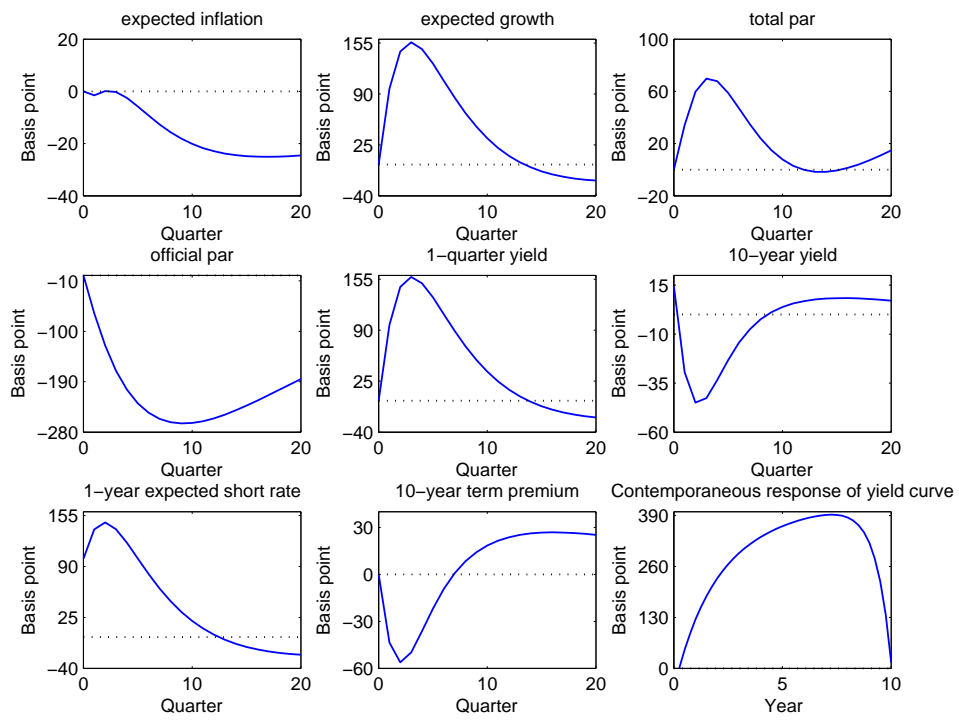 expected inflation
20
0
−20
−40
Basis point
0 10 20
Quarter
expected growth
155
90
25
−40
Basis point
0 10 20
Quarter
total par
100
60
20
−20
Basis point
0 10 20
Quarter
official par
−10
−100
−190
−280
Basis point
0 10 20
Quarter
1−quarter yield
155
90
25
−40
Basis point
0 10 20
Quarter
10−year yield
15
−10
−35
−60
Basis point
0 10 20
Quarter
1−year expected short rate
155
90
25
−40
Basis point
0 10 20
Quarter
10−year term premium
30
0
−30
−60
Basis point
0 10 20
Quarter
Contemporaneous response of yield curve
390
260
130
0
Basis point
0 5 10
Year